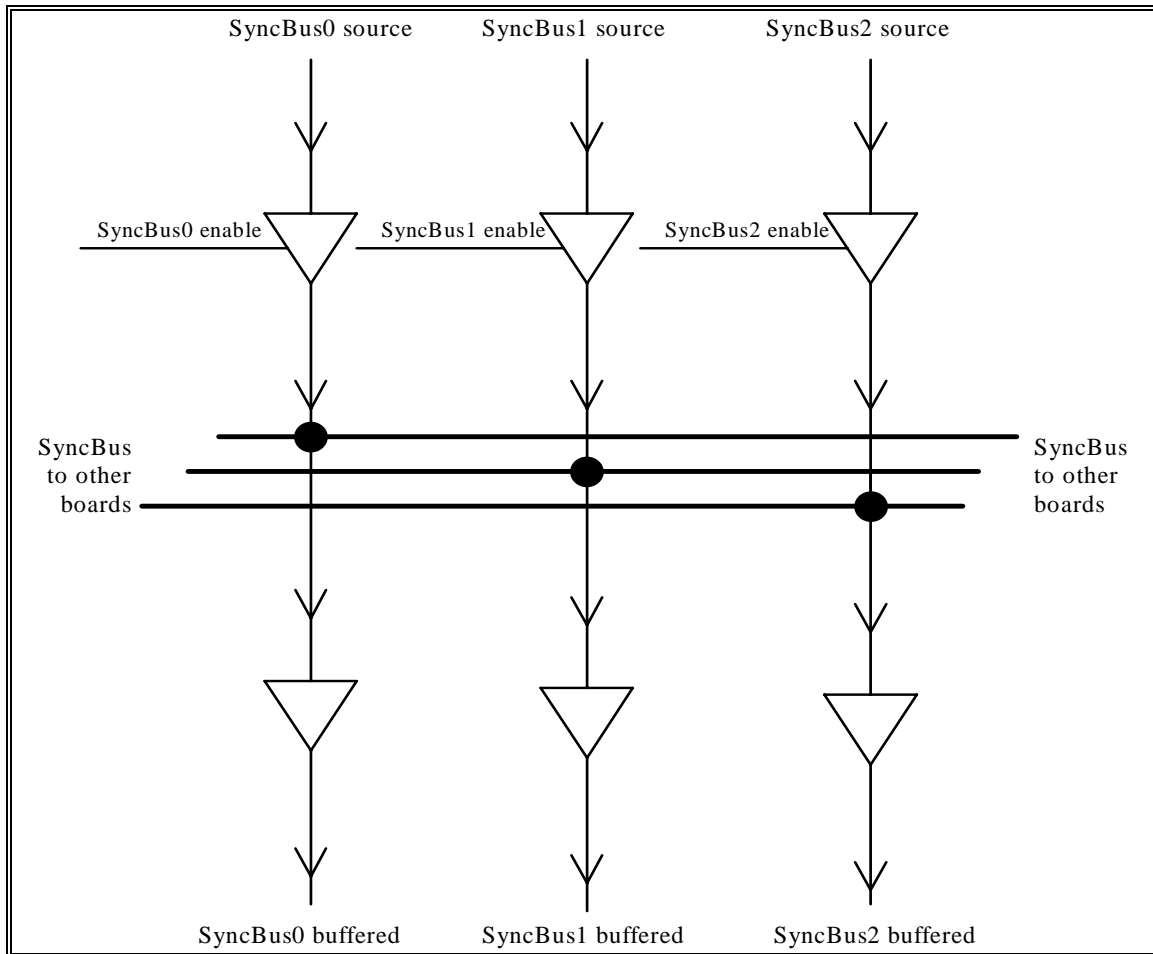 SyncBus0 source
SyncBus1 source
SyncBus2 source
SyncBus0 enable
SyncBus1 enable
SyncBus2 enable
SyncBus
to other
boards
SyncBus
to other
boards
SyncBus0 buffered
SyncBus1 buffered
SyncBus2 buffered